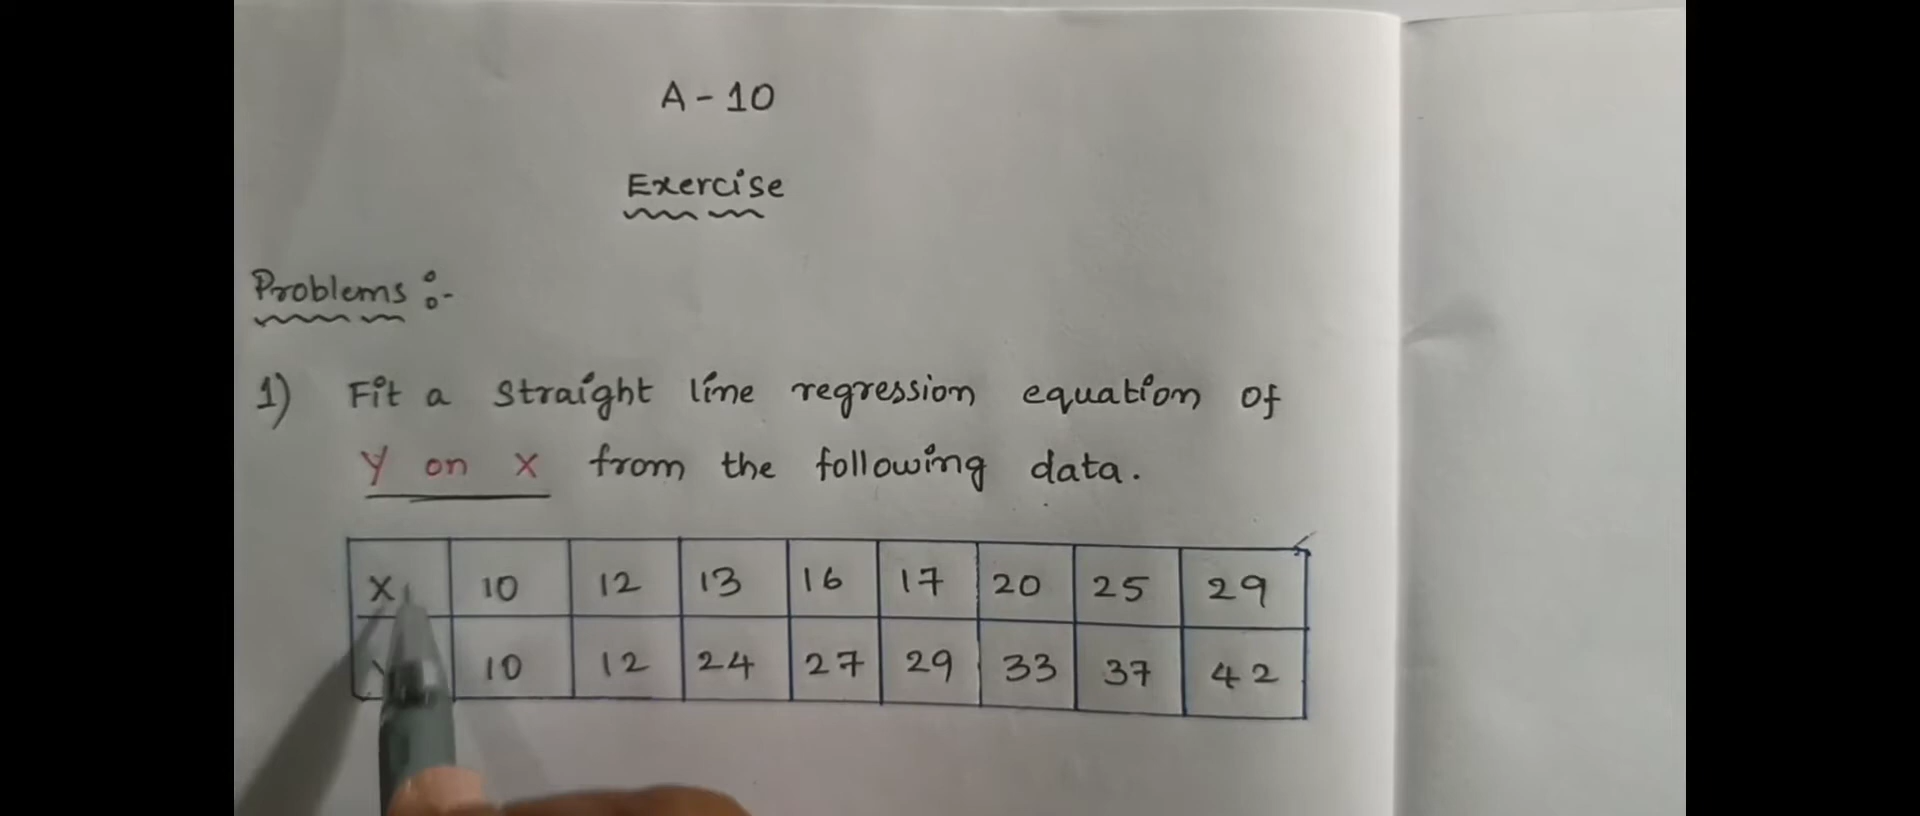 A - 10
Exercise
Problems :-
1) Fit a straight line regression equation of
Y on X from the following data.
X 10 12 13 16 17 20 25 29
10 12 24 27 29 33 37 42